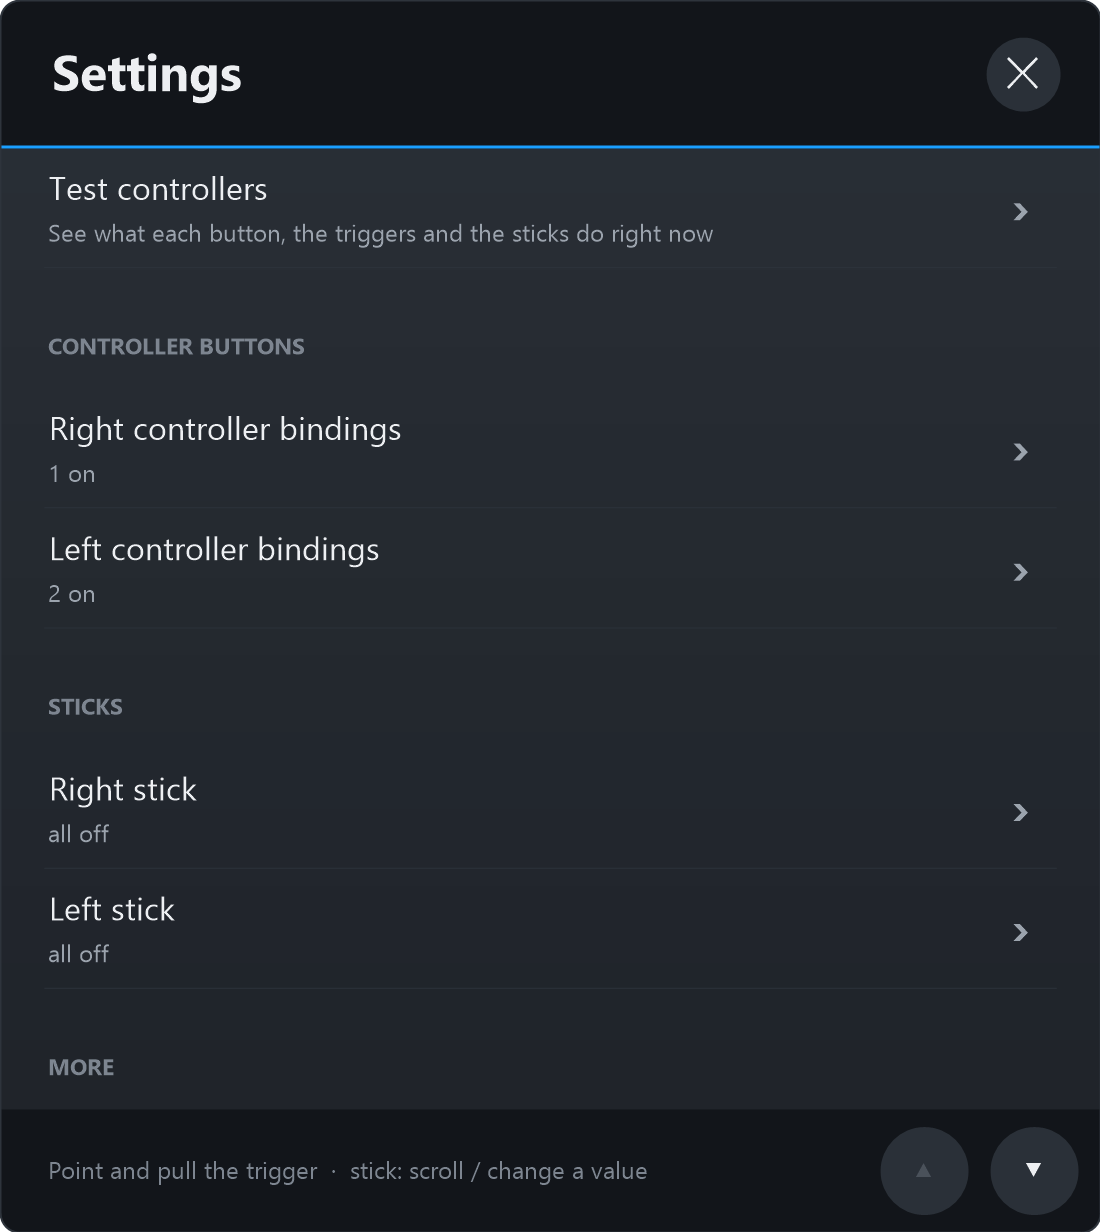 Settings
Test controllers
See what each button, the triggers and the sticks do right now
CONTROLLER BUTTONS
Right controller bindings
1 on
Left controller bindings
2 on
STICKS
Right stick
all off
Left stick
all off
MORE
Point and pull the trigger · stick: scroll / change a value